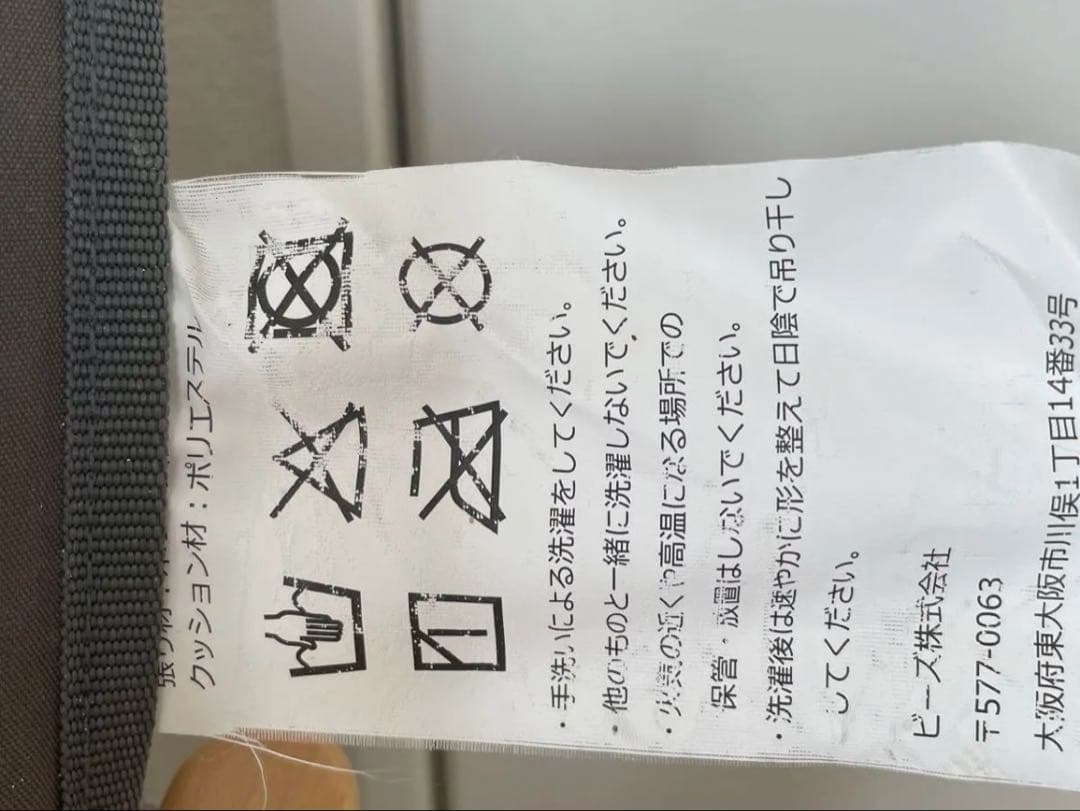 クッション材：ポリエステル
・手洗いによる洗濯をしてください。
・他のものと一緒に洗濯しないでください。
・火気の近くや高温になる場所での
保管・放置はしないでください。
・洗濯後は速やかに形を整えて日陰で吊り干し
してください。
ビーズ株式会社
〒577-0063
大阪府東大阪市川俣1丁目14番33号